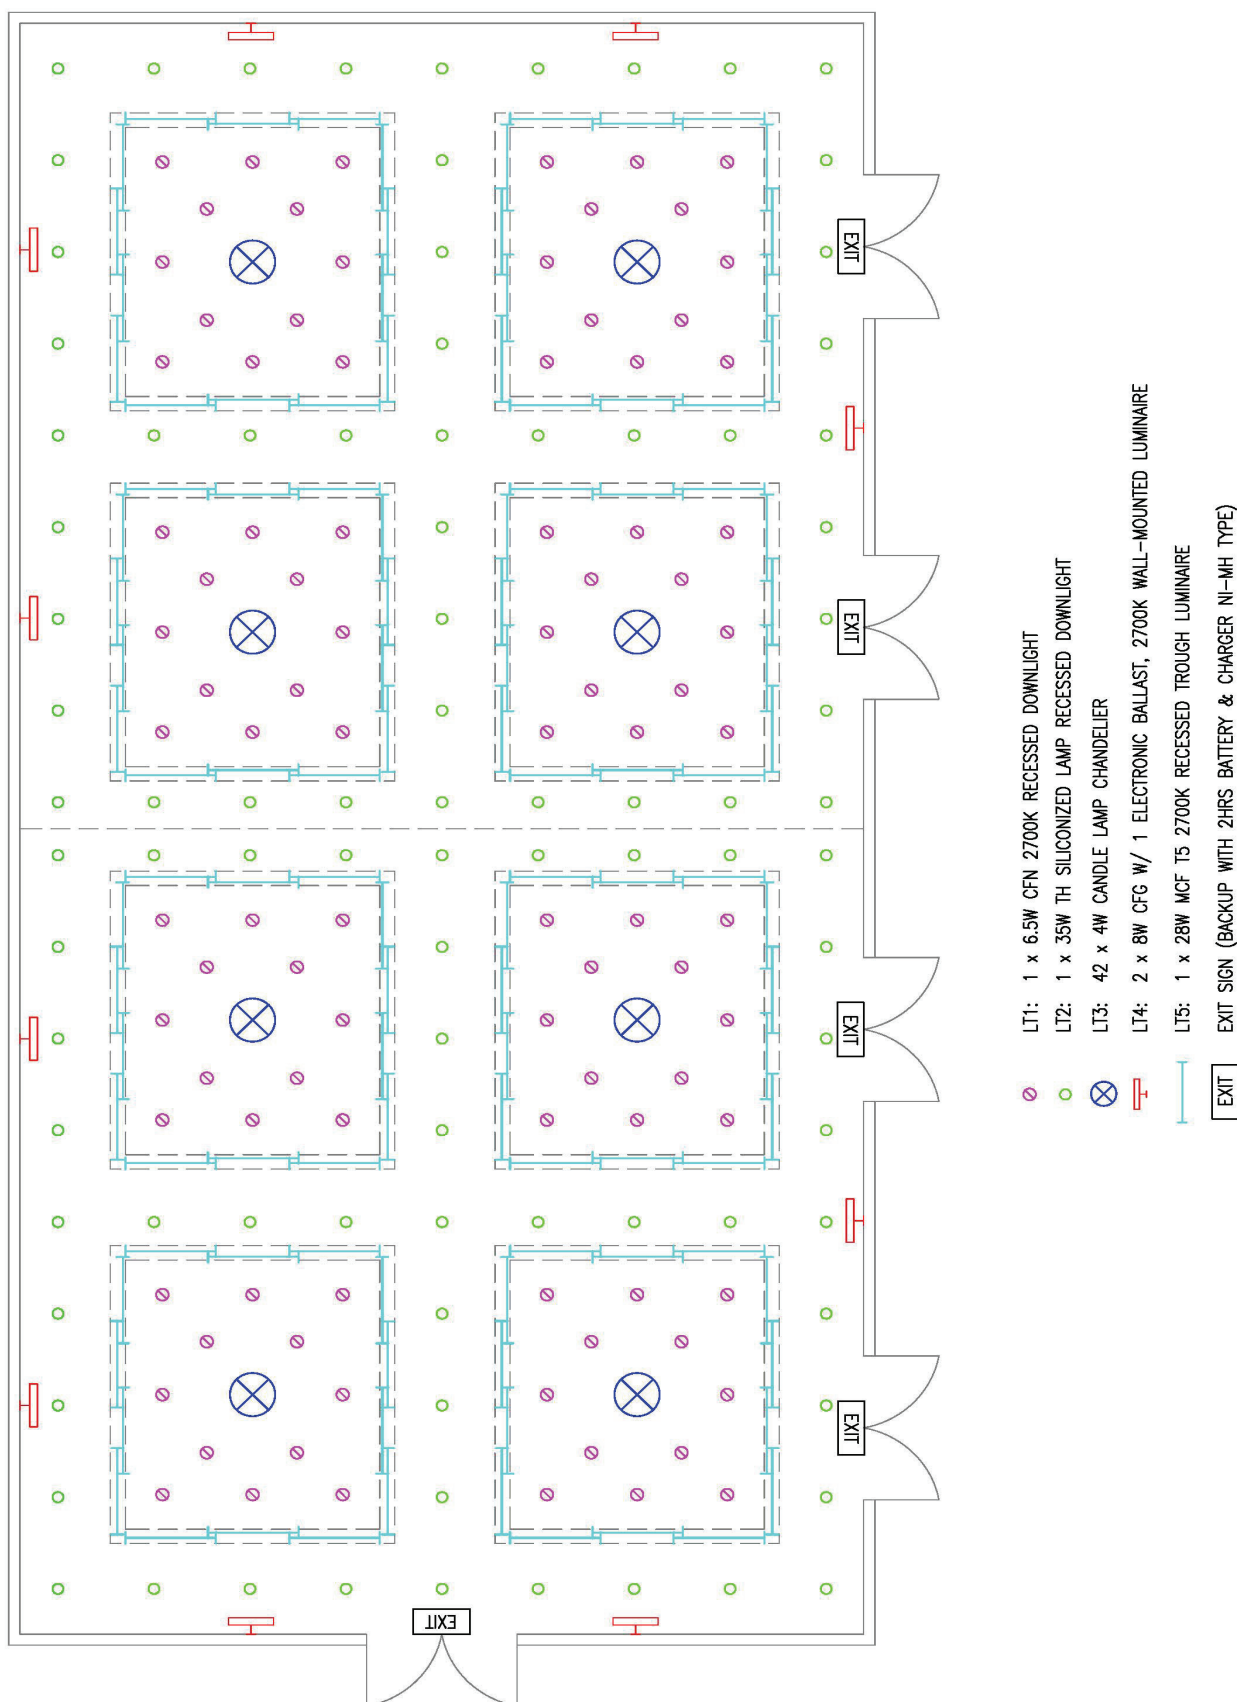 EXIT
EXIT
EXIT
EXIT
EXIT
LT1: 1 x 6.5W CFN 2700K RECESSED DOWNLIGHT
LT2: 1 x 35W TH SILICONIZED LAMP RECESSED DOWNLIGHT
LT3: 42 x 4W CANDLE LAMP CHANDELIER
LT4: 2 x 8W CFG W/ 1 ELECTRONIC BALLAST, 2700K WALL-MOUNTED LUMINAIRE
LT5: 1 x 28W MCF T5 2700K RECESSED TROUGH LUMINAIRE
EXIT EXIT SIGN (BACKUP WITH 2HRS BATTERY & CHARGER NI-MH TYPE)